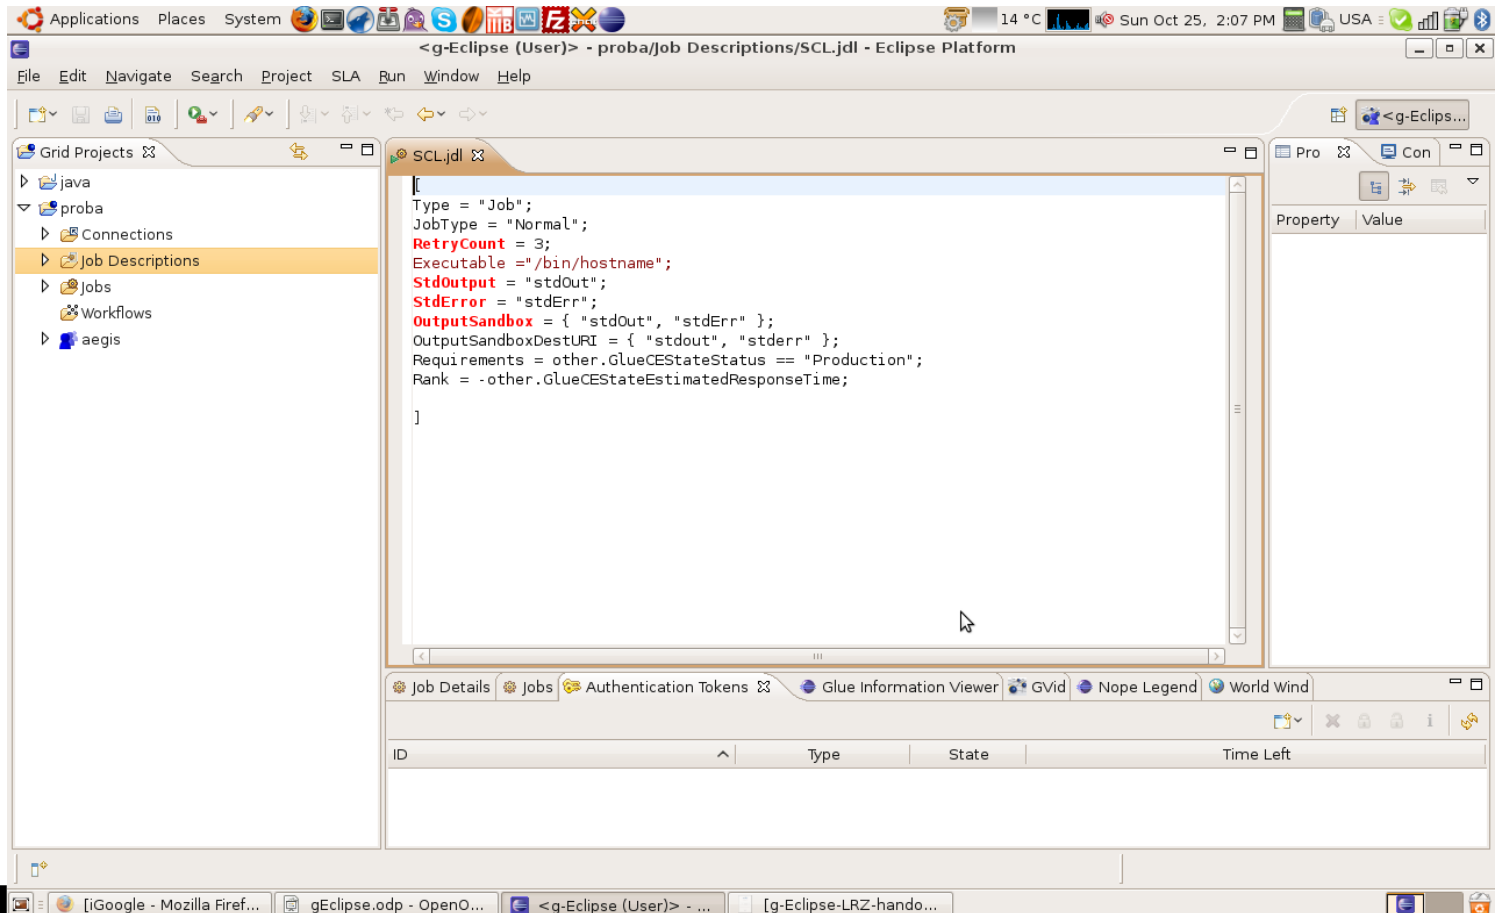 Applications Places System 14 °C Sun Oct 25, 2:07 PM USA
<g-Eclipse (User)> - proba/Job Descriptions/SCL.jdl - Eclipse Platform
File Edit Navigate Search Project SLA Run Window Help
<g-Eclips...
Grid Projects
java
proba
Connections
Job Descriptions
Jobs
Workflows
aegis
SCL.jdl
[
Type = "Job";
JobType = "Normal";
RetryCount = 3;
Executable ="/bin/hostname";
StdOutput = "stdOut";
StdError = "stdErr";
OutputSandbox = { "stdOut", "stdErr" };
OutputSandboxDestURI = { "stdout", "stderr" };
Requirements = other.GlueCEStateStatus == "Production";
Rank = -other.GlueCEStateEstimatedResponseTime;
]
Pro Con
Property Value
Job Details Jobs Authentication Tokens Glue Information Viewer GVid Nope Legend World Wind
ID Type State Time Left
[iGoogle - Mozilla Firef... gEclipse.odp - OpenO... <g-Eclipse (User)> - ... [g-Eclipse-LRZ-hando...